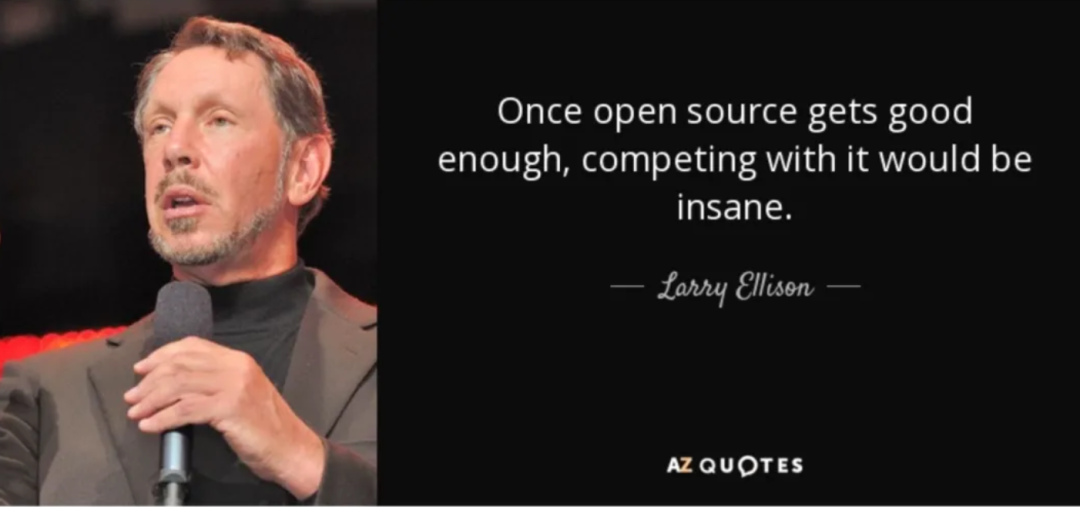 Once open source gets good
enough, competing with it would be
insane.
Larry Ellison
AZ QUOTES